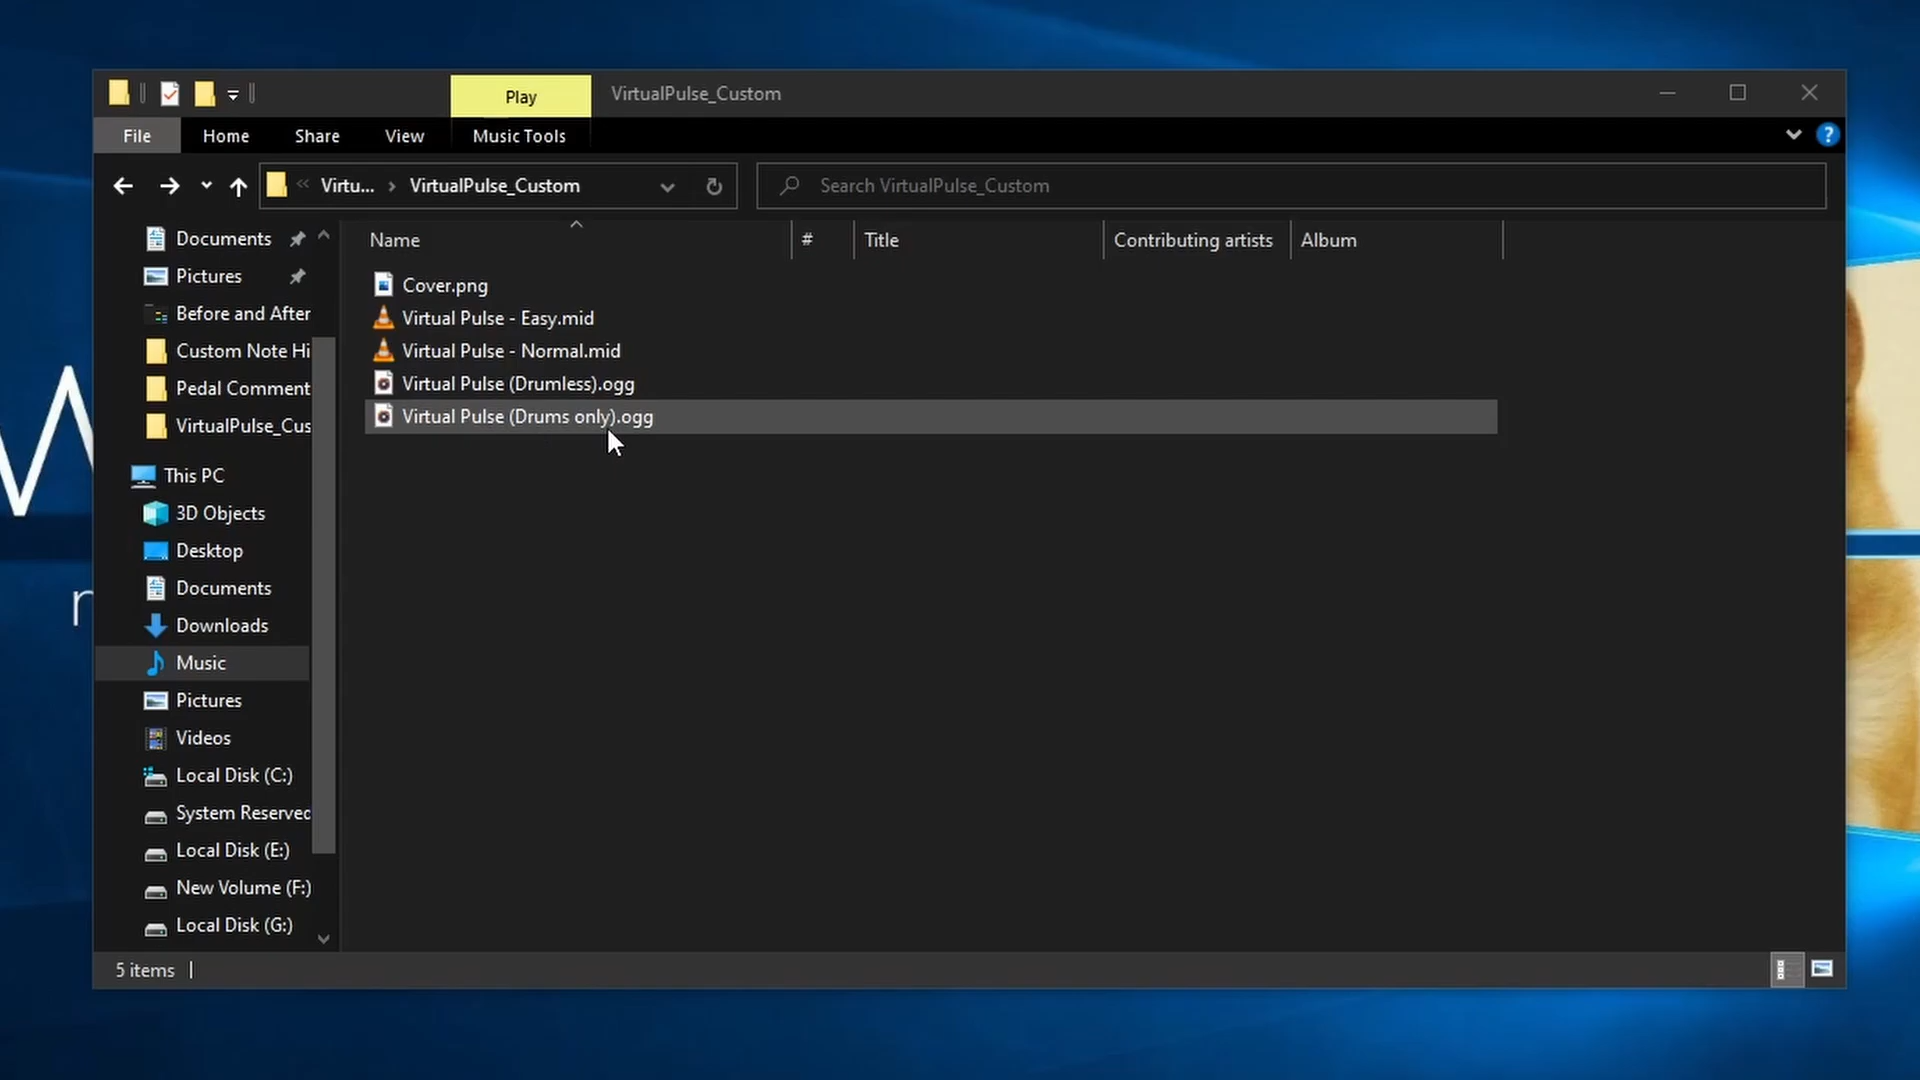 Play
VirtualPulse_Custom
File
Home
Share
View
Music Tools
?
Virtu...
VirtualPulse_Custom
Search VirtualPulse_Custom
Documents
Pictures
Before and After
Custom Note Hi
Pedal Comment
VirtualPulse_Cus
This PC
3D Objects
Desktop
Documents
Downloads
Music
Pictures
Videos
Local Disk (C:)
System Reserved
Local Disk (E:)
New Volume (F:)
Local Disk (G:)
Name
#
Title
Contributing artists
Album
Cover.png
Virtual Pulse - Easy.mid
Virtual Pulse - Normal.mid
Virtual Pulse (Drumless).ogg
Virtual Pulse (Drums only).ogg
5 items